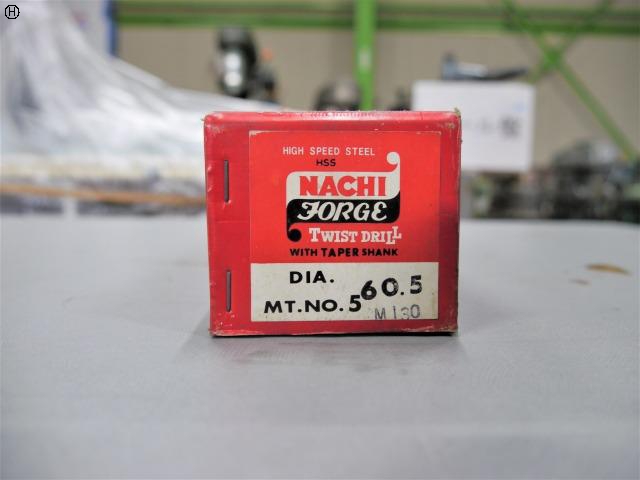 H
HIGH SPEED STEEL
HSS
NACHI
FORGE
TWIST DRILL
WITH TAPER SHANK
DIA. 60.5
MT.NO.5 M130